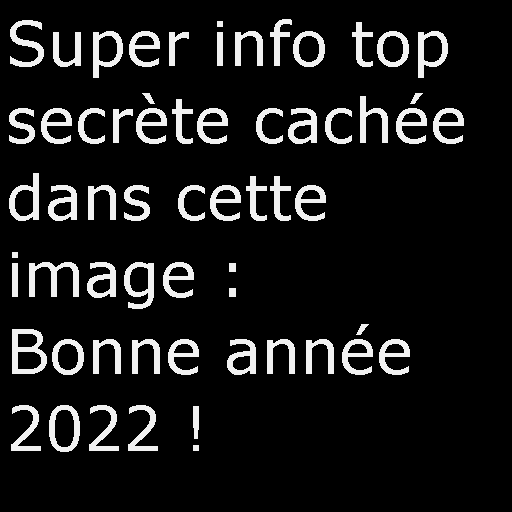 Super info top
secrète cachée
dans cette
image :
Bonne année
2022 !